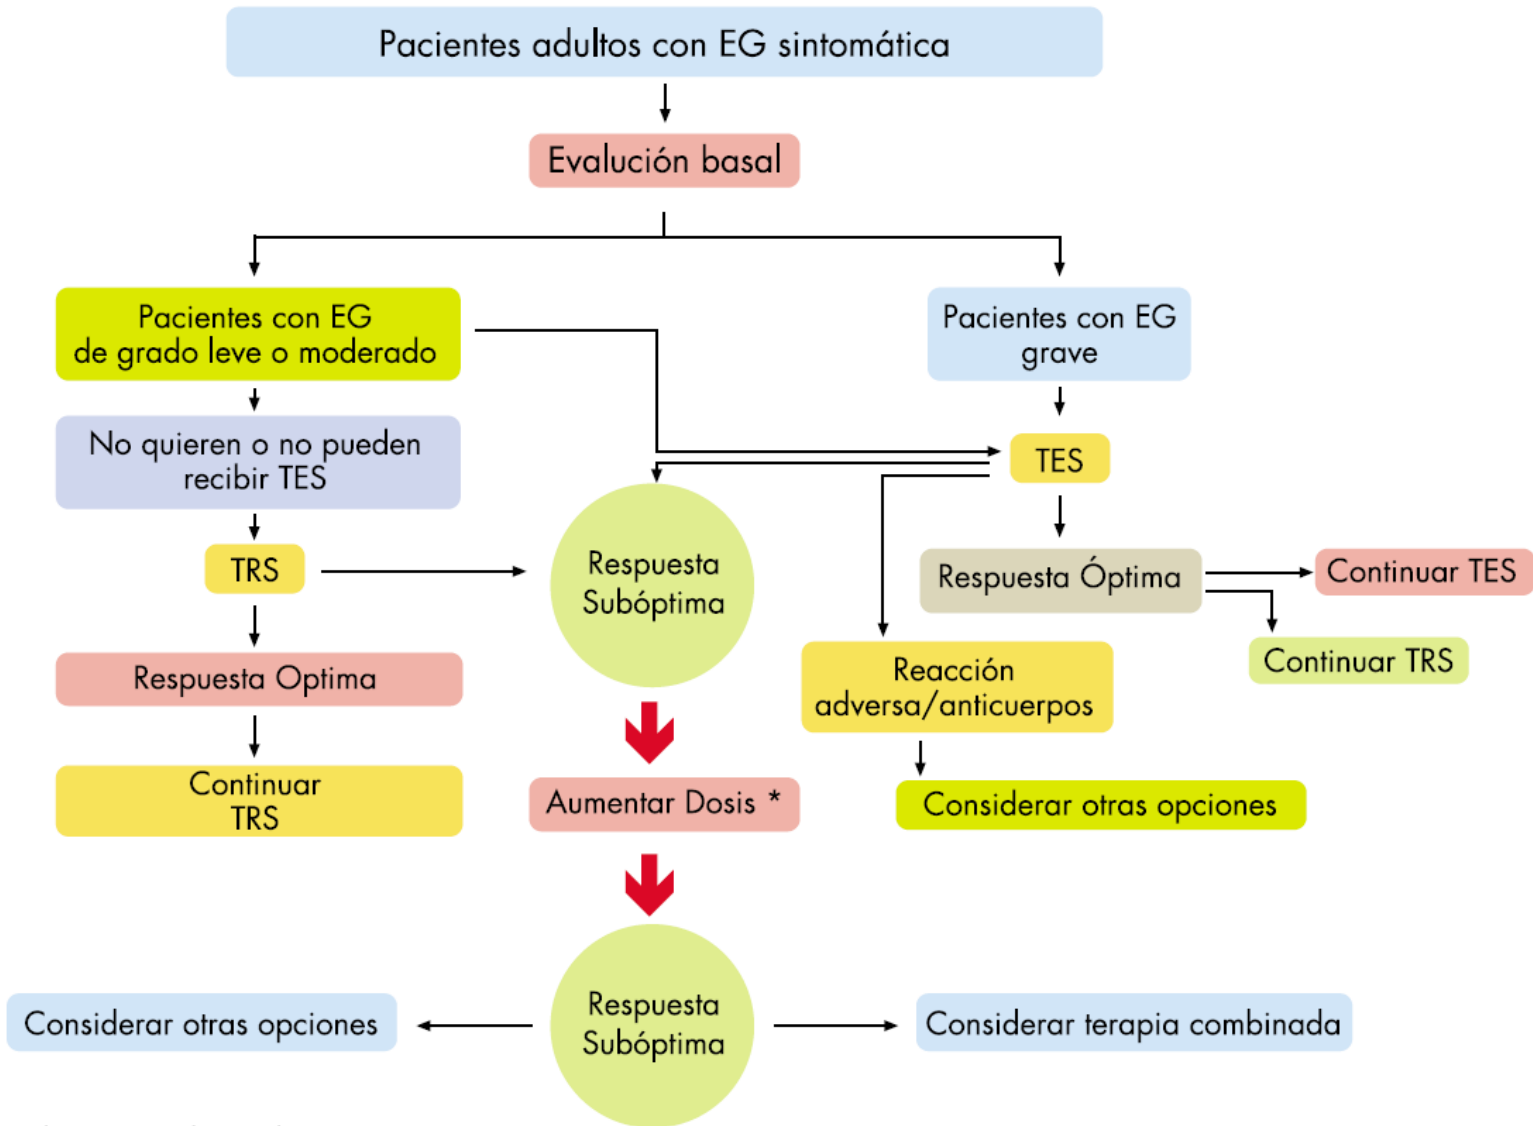 Pacientes adultos con EG sintomática
Evalución basal
Pacientes con EG
de grado leve o moderado
Pacientes con EG
grave
No quieren o no pueden
recibir TES
TES
TRS
Respuesta
Subóptima
Respuesta Óptima
Continuar TES
Continuar TRS
Respuesta Optima
Reacción
adversa/anticuerpos
Continuar
TRS
Aumentar Dosis *
Considerar otras opciones
Considerar otras opciones
Respuesta
Subóptima
Considerar terapia combinada